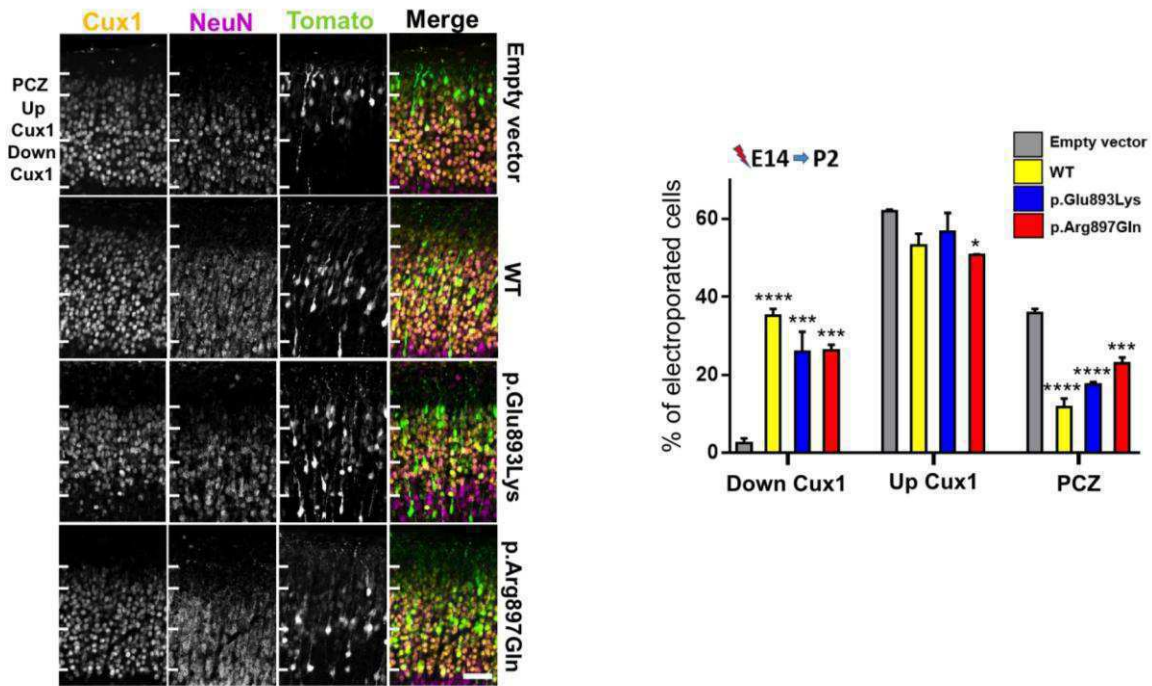 Cux1 NeuN Tomato Merge
PCZ
Up
Cux1
Down
Cux1
Empty vector
WT
p.Glu893Lys
p.Arg897Gln
E14 P2
Empty vector
WT
p.Glu893Lys
p.Arg897Gln
% of electroporated cells
60
40
20
0
****
***
***
*
****
****
***
Down Cux1 Up Cux1 PCZ